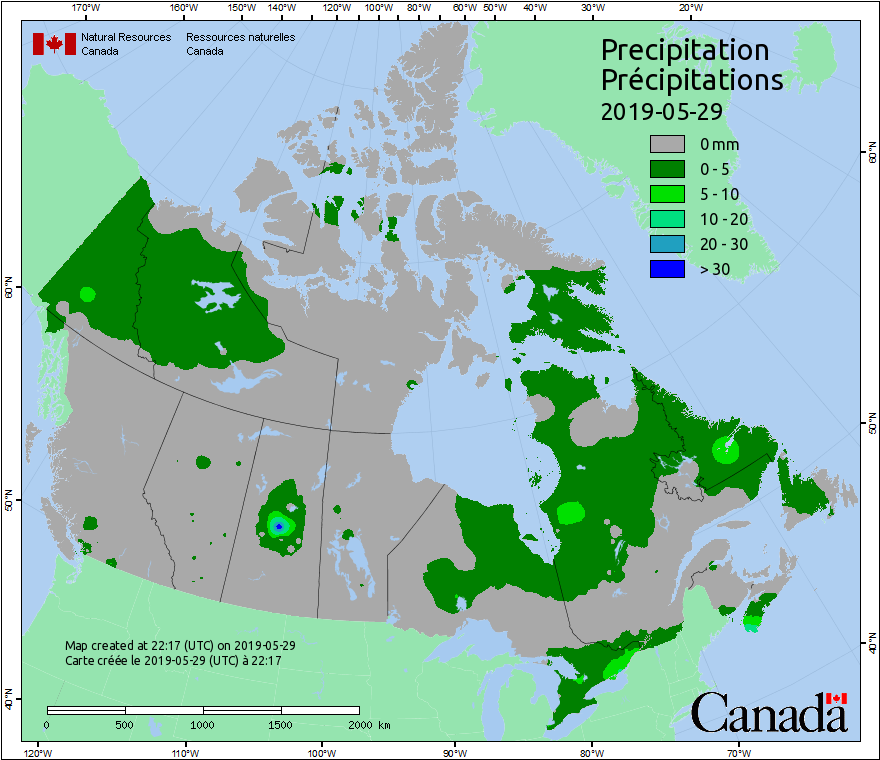 170°W 160°W 150°W 140°W 130°W 120°W 110°W 100°W 90°W 80°W 60°W 50°W 40°W 30°W 20°W
Natural Resources Ressources naturelles
Canada Canada
Precipitation
Précipitations
2019-05-29
0 mm
0 - 5
5 - 10
10 - 20
20 - 30
> 30
60°N
60°N
50°N
50°N
40°N
40°N
Map created at 22:17 (UTC) on 2019-05-29
Carte créée le 2019-05-29 (UTC) à 22:17
0 500 1000 1500 2000 km
Canada
120°W 110°W 100°W 90°W 80°W 70°W